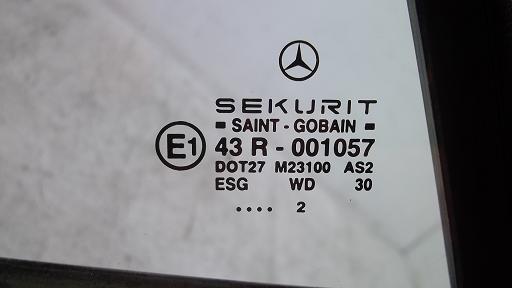 SEKURIT
SAINT - GOBAIN
E1 43 R - 001057
DOT27 M23100 AS2
ESG WD 30
.... 2